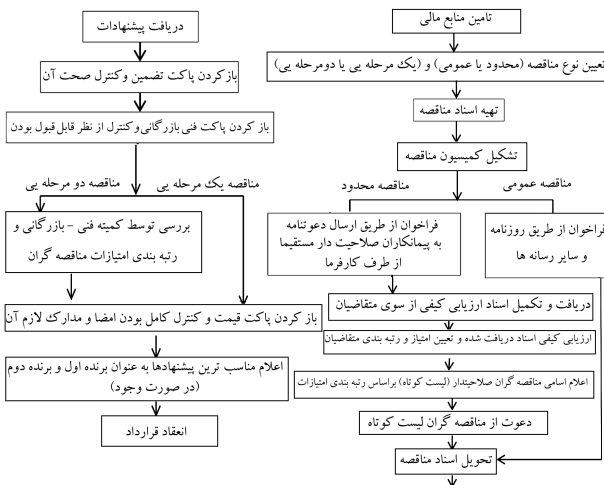 تامین منابع مالی
تعیین نوع مناقصه (محدود یا عمومی) و (یک مرحله یی یا دومرحله یی)
تهیه اسناد مناقصه
تشکیل کمیسیون مناقصه
مناقصه عمومی
مناقصه محدود
فراخوان از طریق روزنامه
و سایر رسانه ها
فراخوان از طریق ارسال دعوتنامه
به پیمانکاران صلاحیت دار مستقیما
از طرف کارفرما
دریافت و تکمیل اسناد ارزیابی کیفی از سوی متقاضیان
ارزیابی کیفی اسناد دریافت شده و تعیین امتیاز و رتبه بندی متقاضیان
اعلام اسامی مناقصه گران صلاحیتدار (لیست کوتاه) براساس رتبه بندی امتیازات
دعوت از مناقصه گران لیست کوتاه
تحویل اسناد مناقصه
دریافت پیشنهادات
بازکردن پاکت تضمین وکنترل صحت آن
باز کردن پاکت فنی بازرگانی وکنترل از نظر قابل قبول بودن
مناقصه یک مرحله یی
مناقصه دو مرحله یی
بررسی توسط کمیته فنی – بازرگانی و
رتبه بندی امتیازات مناقصه گران
باز کردن پاکت قیمت و کنترل کامل بودن امضا و مدارک لازم آن
اعلام مناسب ترین پیشنهادها به عنوان برنده اول و برنده دوم
(در صورت وجود)
انعقاد قرارداد